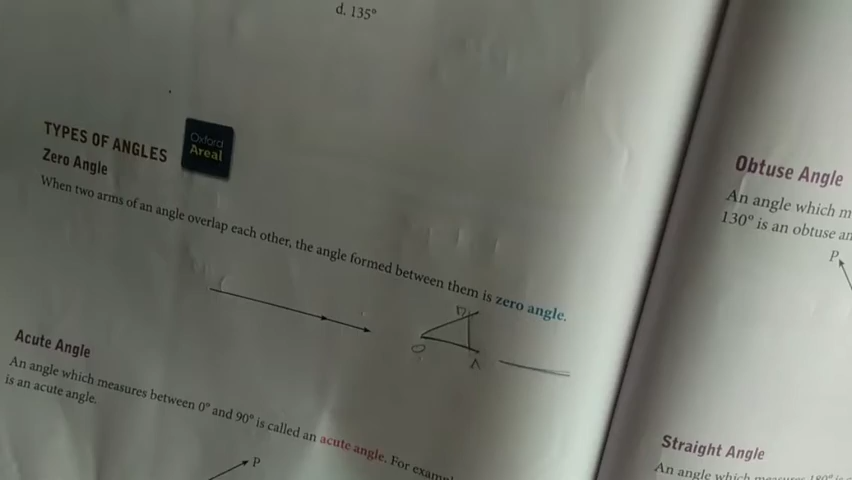 d. 135°
TYPES OF ANGLES
Oxford
Areal
Zero Angle
When two arms of an angle overlap each other, the angle formed between them is zero angle.
O
A
Acute Angle
An angle which measures between 0° and 90° is called an acute angle. For
is an acute angle.
P
Obtuse Angle
An angle which
130° is an obtuse
P
Straight Angle
An angle which